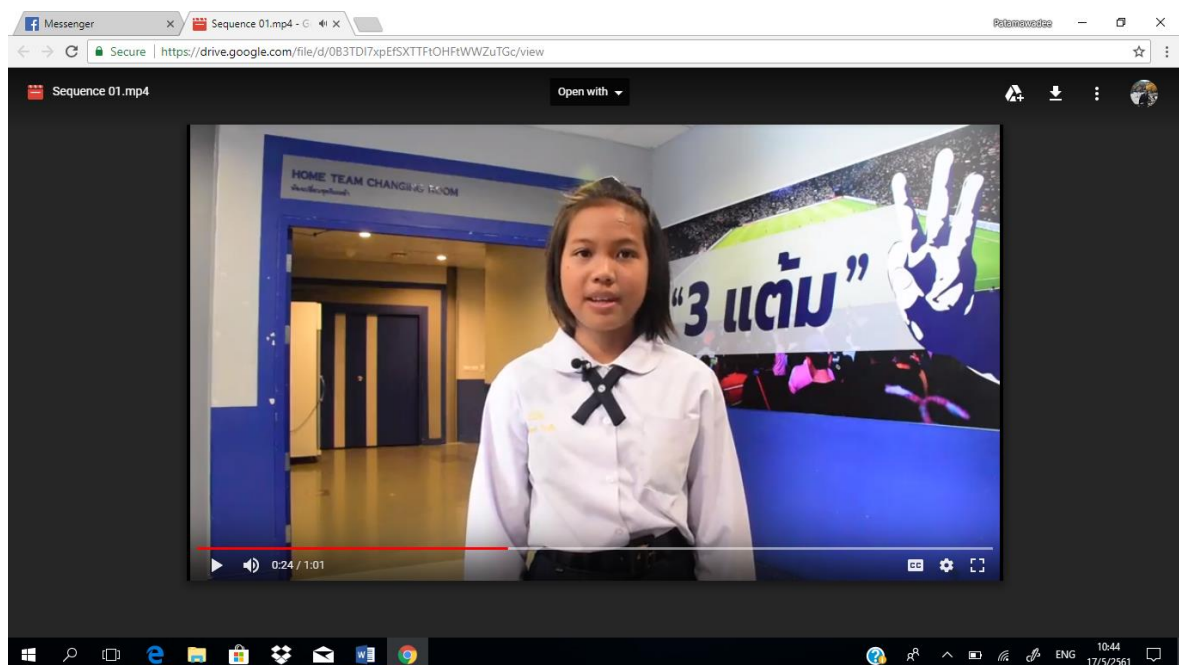 Messenger
Sequence 01.mp4 - G
Patamawadee
Secure | https://drive.google.com/file/d/0B3TDI7xpEfSXTTFtOHFtWWZuTGc/view
Sequence 01.mp4
Open with
HOME TEAM CHANGING ROOM
“3 แต้ม”
0:24 / 1:01
CC
ENG
10:44
17/5/2561